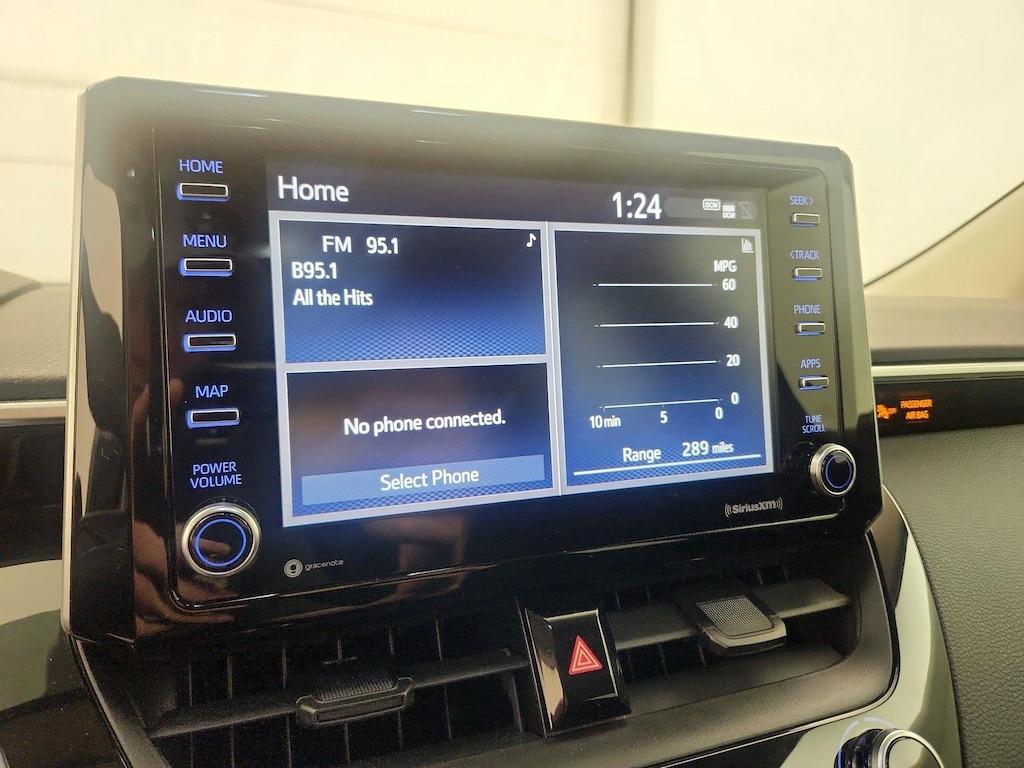 HOME
MENU
AUDIO
MAP
POWER
VOLUME
Home
1:24
DCM
DCM
FM 95.1
B95.1
All the Hits
No phone connected.
Select Phone
MPG
60
40
20
0
10 min 5 0
Range 289 miles
SEEK >
< TRACK
PHONE
APPS
TUNE
SCROLL
gracenote
((SiriusXM))
PASSENGER
AIR BAG